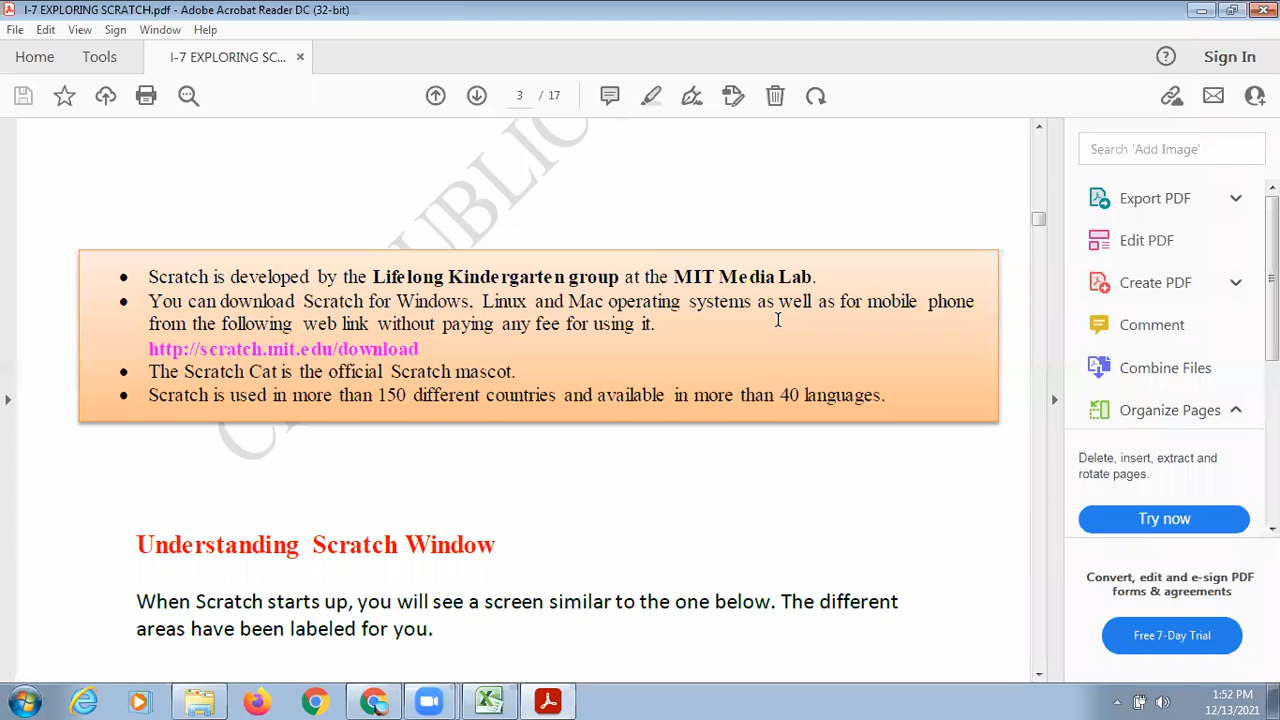 I-7 EXPLORING SCRATCH.pdf - Adobe Acrobat Reader DC (32-bit)
File Edit View Sign Window Help
Home Tools I-7 EXPLORING SC... × Sign In
3 / 17
Search 'Add Image'
Export PDF
Edit PDF
Create PDF
Comment
Combine Files
Organize Pages
Delete, insert, extract and
rotate pages.
Try now
Convert, edit and e-sign PDF
forms & agreements
Free 7-Day Trial
PUBLIC
• Scratch is developed by the Lifelong Kindergarten group at the MIT Media Lab.
• You can download Scratch for Windows, Linux and Mac operating systems as well as for mobile phone
from the following web link without paying any fee for using it.
http://scratch.mit.edu/download
• The Scratch Cat is the official Scratch mascot.
• Scratch is used in more than 150 different countries and available in more than 40 languages.
Understanding Scratch Window
When Scratch starts up, you will see a screen similar to the one below. The different
areas have been labeled for you.
1:52 PM
12/13/2021